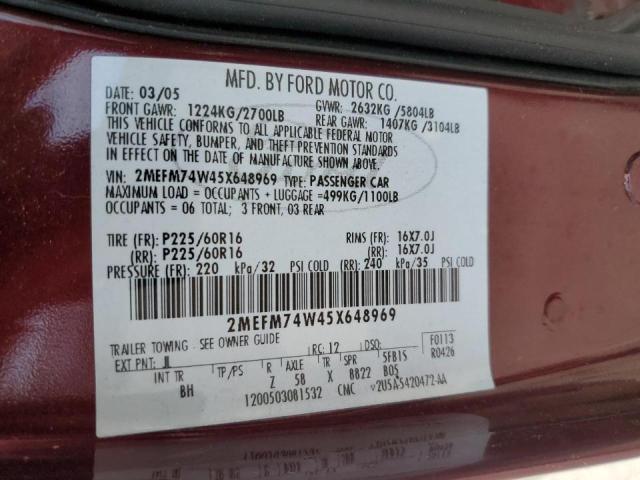 MFD. BY FORD MOTOR CO.
DATE: 03/05 GVWR: 2632KG/5804LB
FRONT GAWR: 1224KG/2700LB REAR GAWR: 1407KG/3104LB
THIS VEHICLE CONFORMS TO ALL APPLICABLE FEDERAL MOTOR
VEHICLE SAFETY, BUMPER, AND THEFT PREVENTION STANDARDS
IN EFFECT ON THE DATE OF MANUFACTURE SHOWN ABOVE.
VIN: 2MEFM74W45X648969 TYPE: PASSENGER CAR
MAXIMUM LOAD = OCCUPANTS + LUGGAGE = 499KG/1100LB
OCCUPANTS = 06 TOTAL; 3 FRONT, 03 REAR
TIRE (FR): P225/60R16 RIMS (FR): 16X7.0J
(RR): P225/60R16 (RR): 16X7.0J
PRESSURE (FR): 220 kPa/32 PSI COLD (RR): 240 kPa/35 PSI COLD
2MEFM74W45X648969
TRAILER TOWING - SEE OWNER GUIDE F0113
EXT PNT: JL RC: 12 DSO: R0426
INT TR TP/PS R AXLE TR SPR 5FB15
BH Z 58 X 8822 BOS
1200503081532 CMC